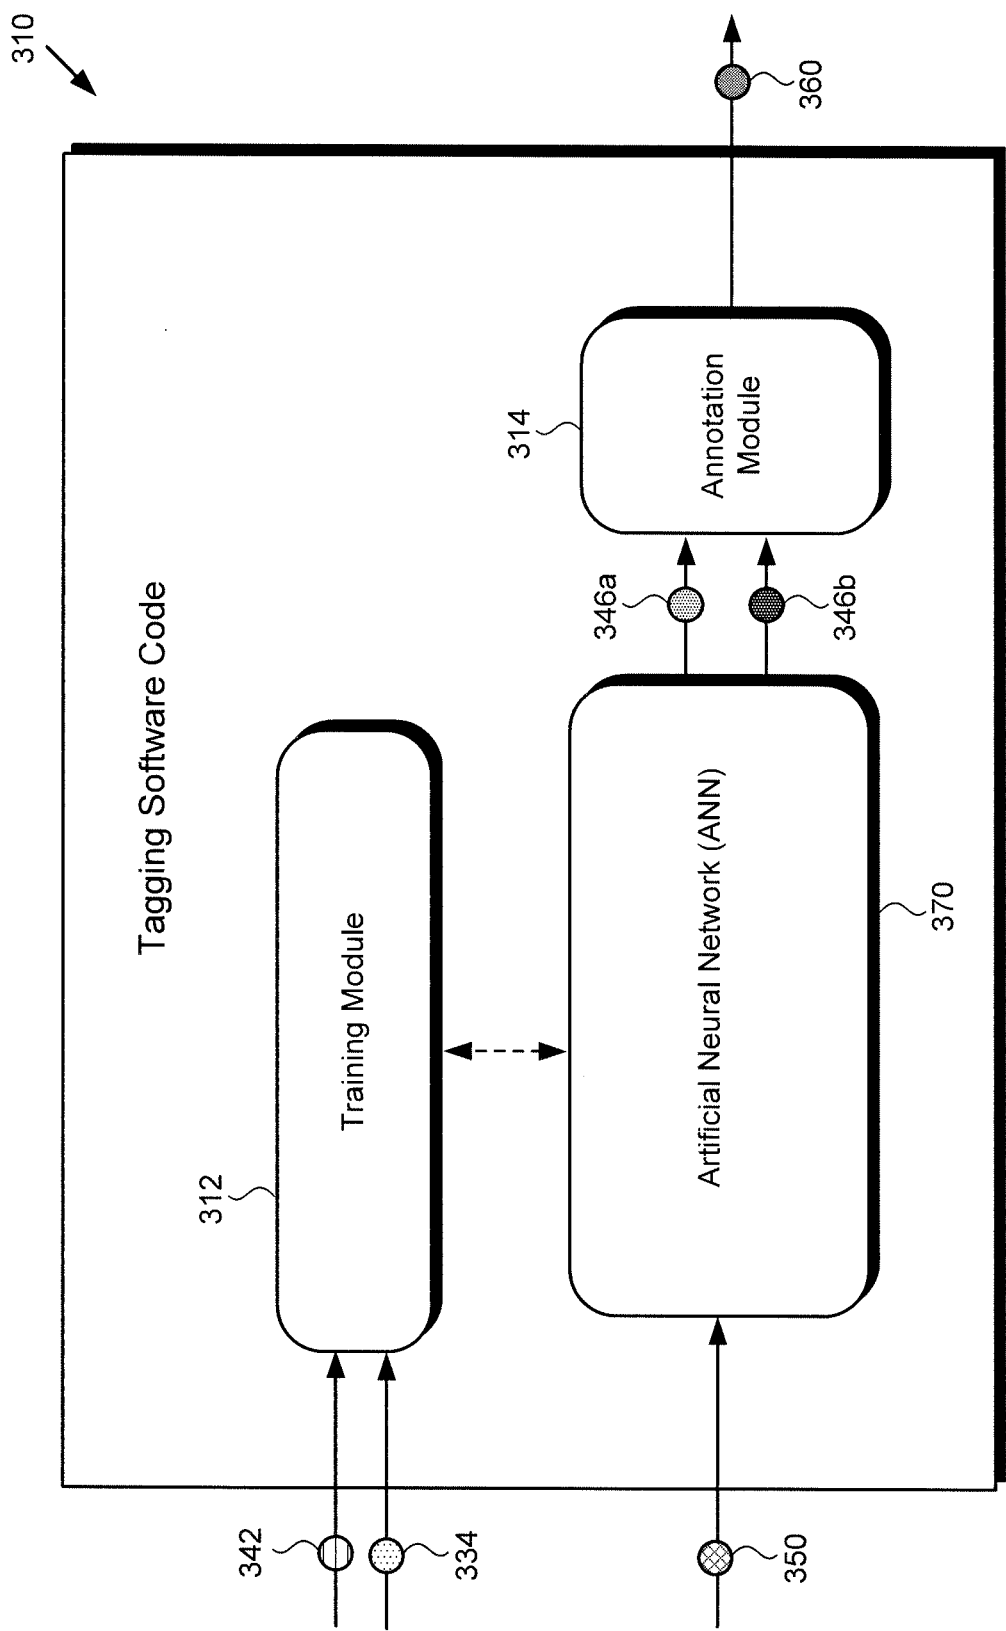 310
Tagging Software Code
342
312
Training Module
334
314
346a
360
350
Artificial Neural Network (ANN)
370
346b
Annotation
Module